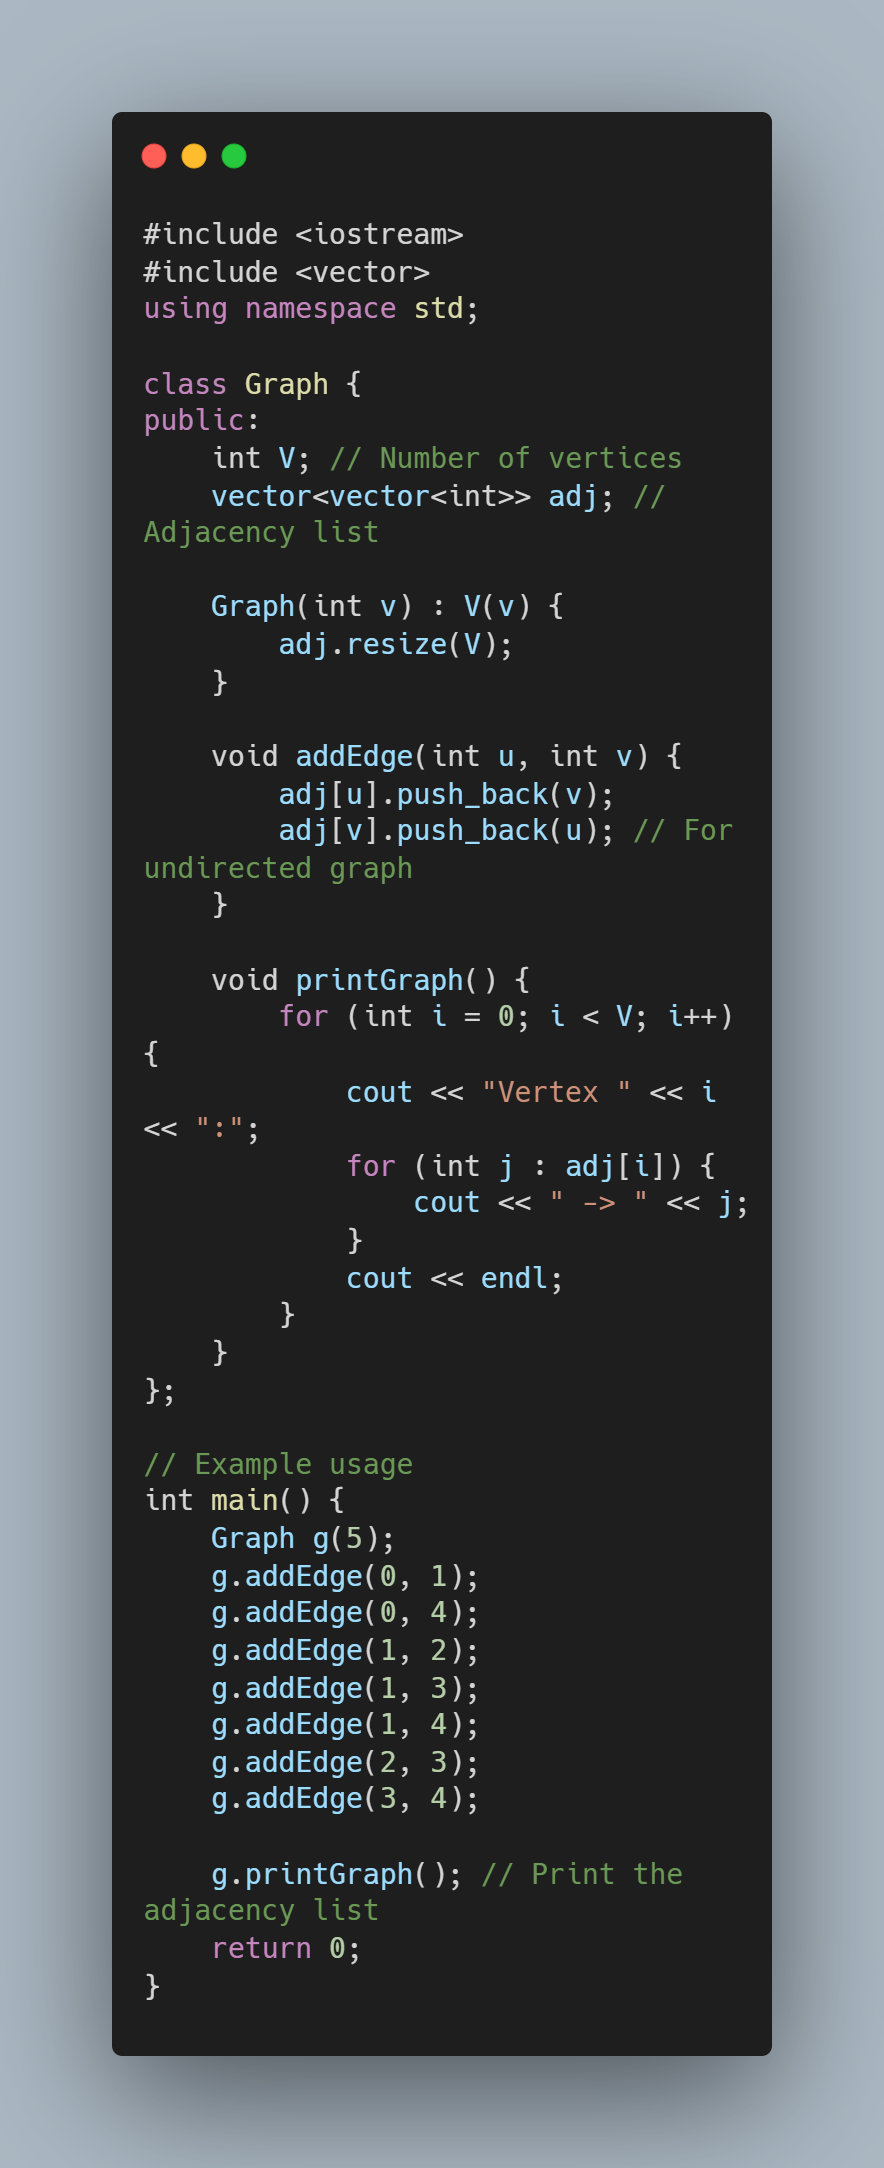 #include <iostream>
#include <vector>
using namespace std;

class Graph {
public:
    int V; // Number of vertices
    vector<vector<int>> adj; //
Adjacency list

    Graph(int v) : V(v) {
        adj.resize(V);
    }

    void addEdge(int u, int v) {
        adj[u].push_back(v);
        adj[v].push_back(u); // For
undirected graph
    }

    void printGraph() {
        for (int i = 0; i < V; i++)
{
            cout << "Vertex " << i
<< ":";
            for (int j : adj[i]) {
                cout << " -> " << j;
            }
            cout << endl;
        }
    }
};

// Example usage
int main() {
    Graph g(5);
    g.addEdge(0, 1);
    g.addEdge(0, 4);
    g.addEdge(1, 2);
    g.addEdge(1, 3);
    g.addEdge(1, 4);
    g.addEdge(2, 3);
    g.addEdge(3, 4);

    g.printGraph(); // Print the
adjacency list
    return 0;
}